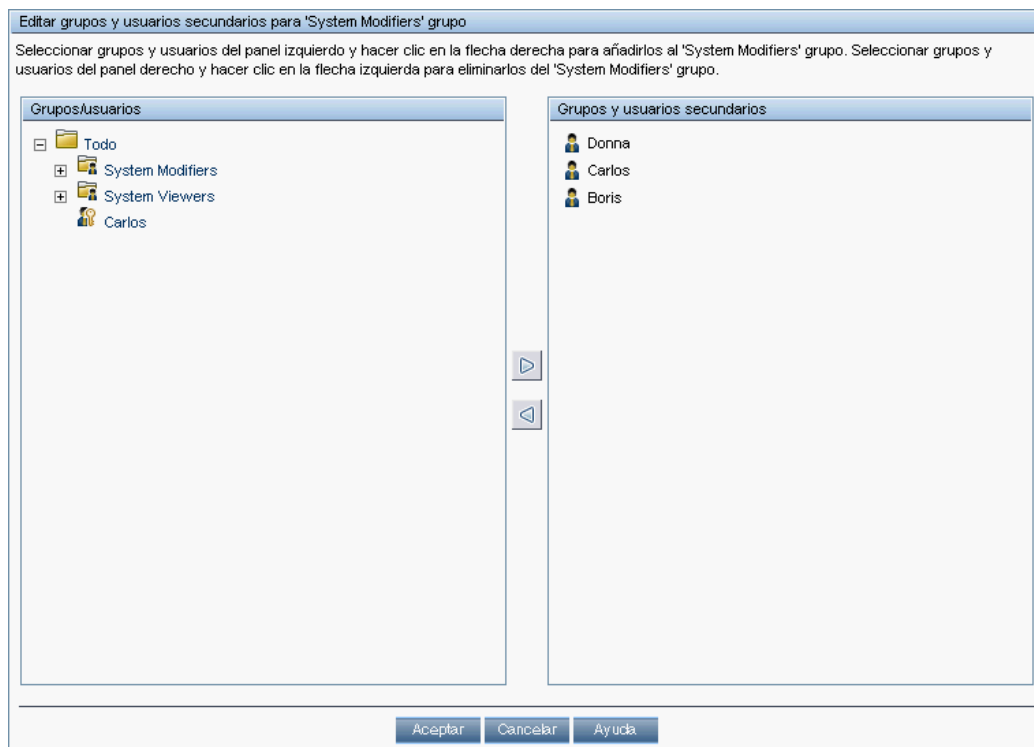 Editar grupos y usuarios secundarios para 'System Modifiers' grupo
Seleccionar grupos y usuarios del panel izquierdo y hacer clic en la flecha derecha para añadirlos al 'System Modifiers' grupo. Seleccionar grupos y
usuarios del panel derecho y hacer clic en la flecha izquierda para eliminarlos del 'System Modifiers' grupo.
Grupos/usuarios
Todo
System Modifiers
System Viewers
Carlos
Grupos y usuarios secundarios
Donna
Carlos
Boris
Aceptar Cancelar Ayuda